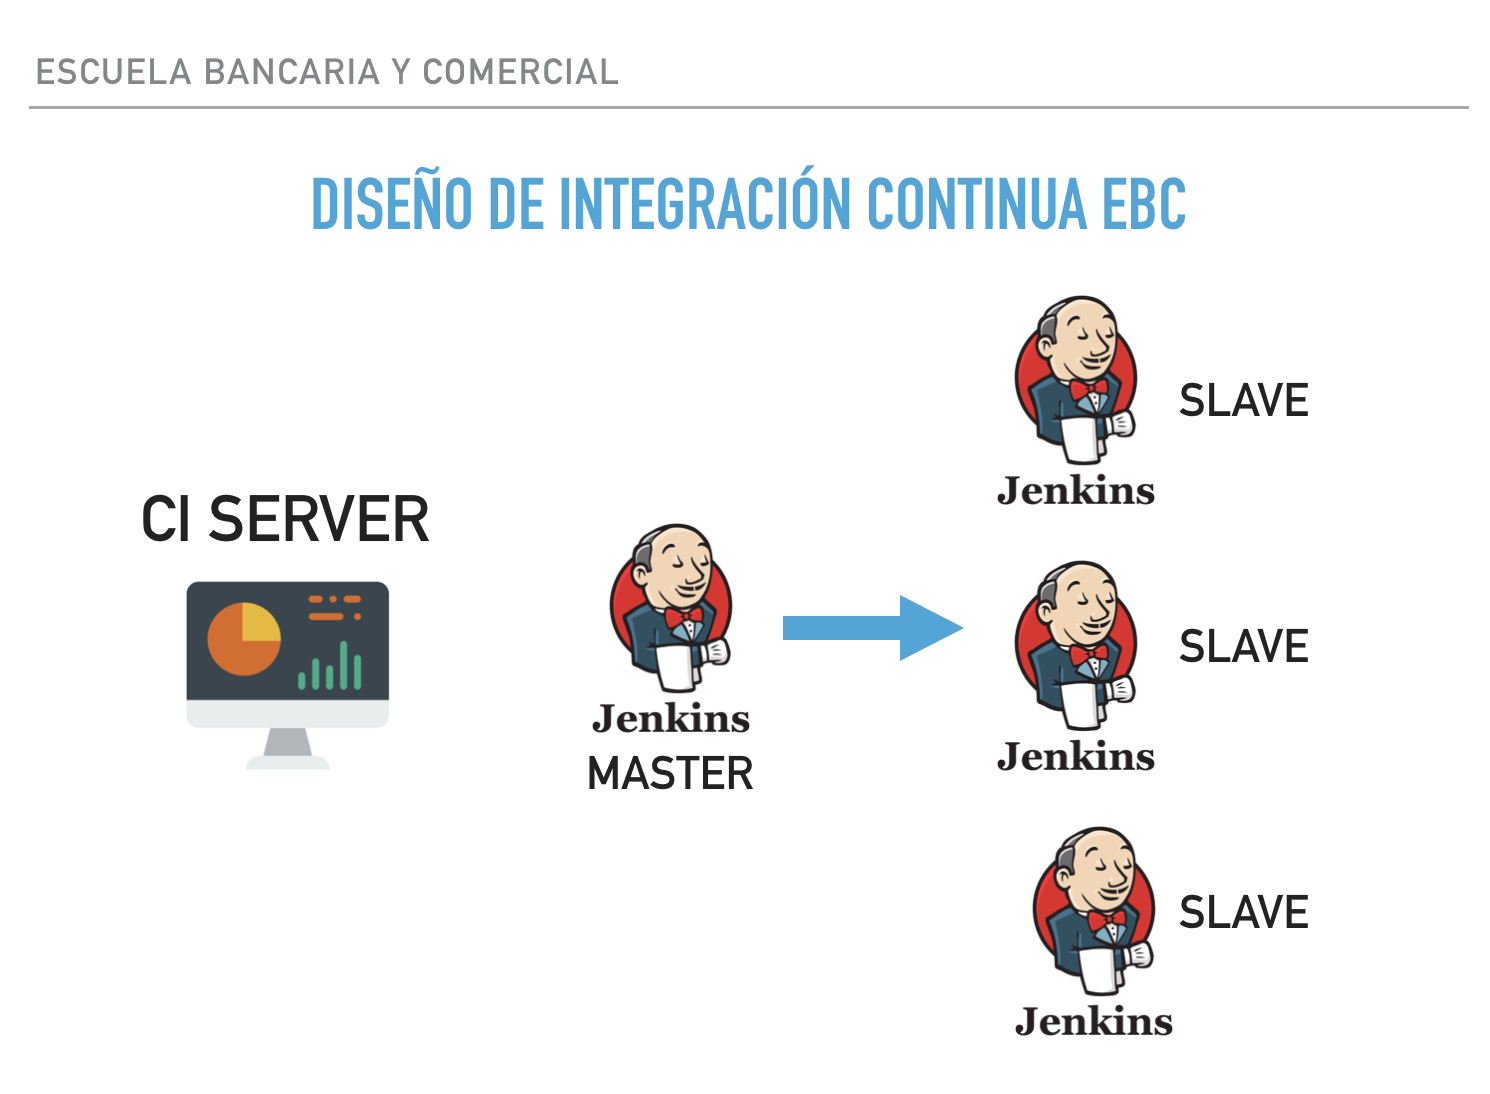 ESCUELA BANCARIA Y COMERCIAL
DISEÑO DE INTEGRACIÓN CONTINUA EBC
SLAVE
Jenkins
CI SERVER
Jenkins
MASTER
SLAVE
Jenkins
SLAVE
Jenkins